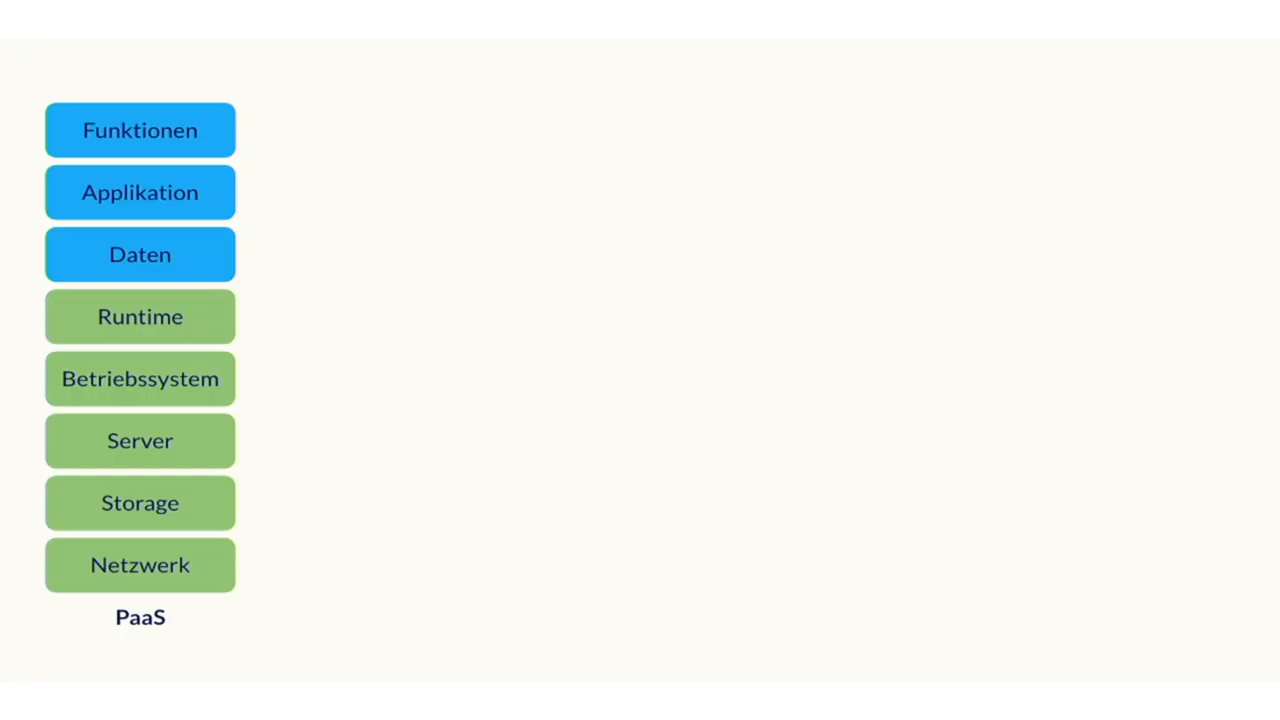 Funktionen
Applikation
Daten
Runtime
Betriebssystem
Server
Storage
Netzwerk
PaaS